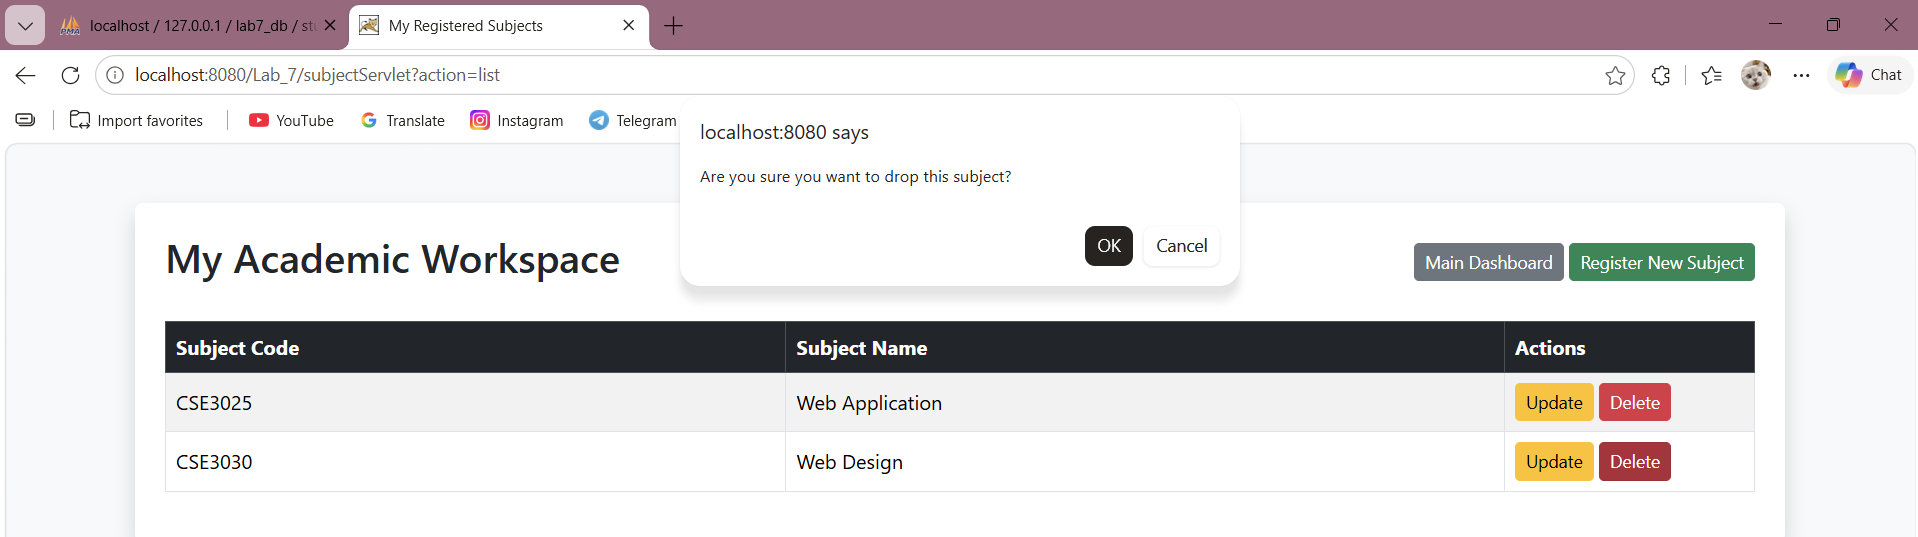 localhost / 127.0.0.1 / lab7_db / stu
My Registered Subjects
localhost:8080/Lab_7/subjectServlet?action=list
Chat
Import favorites
YouTube
Translate
Instagram
Telegram
localhost:8080 says
Are you sure you want to drop this subject?
OK
Cancel
My Academic Workspace
Main Dashboard
Register New Subject
Subject Code Subject Name Actions
CSE3025 Web Application Update Delete
CSE3030 Web Design Update Delete